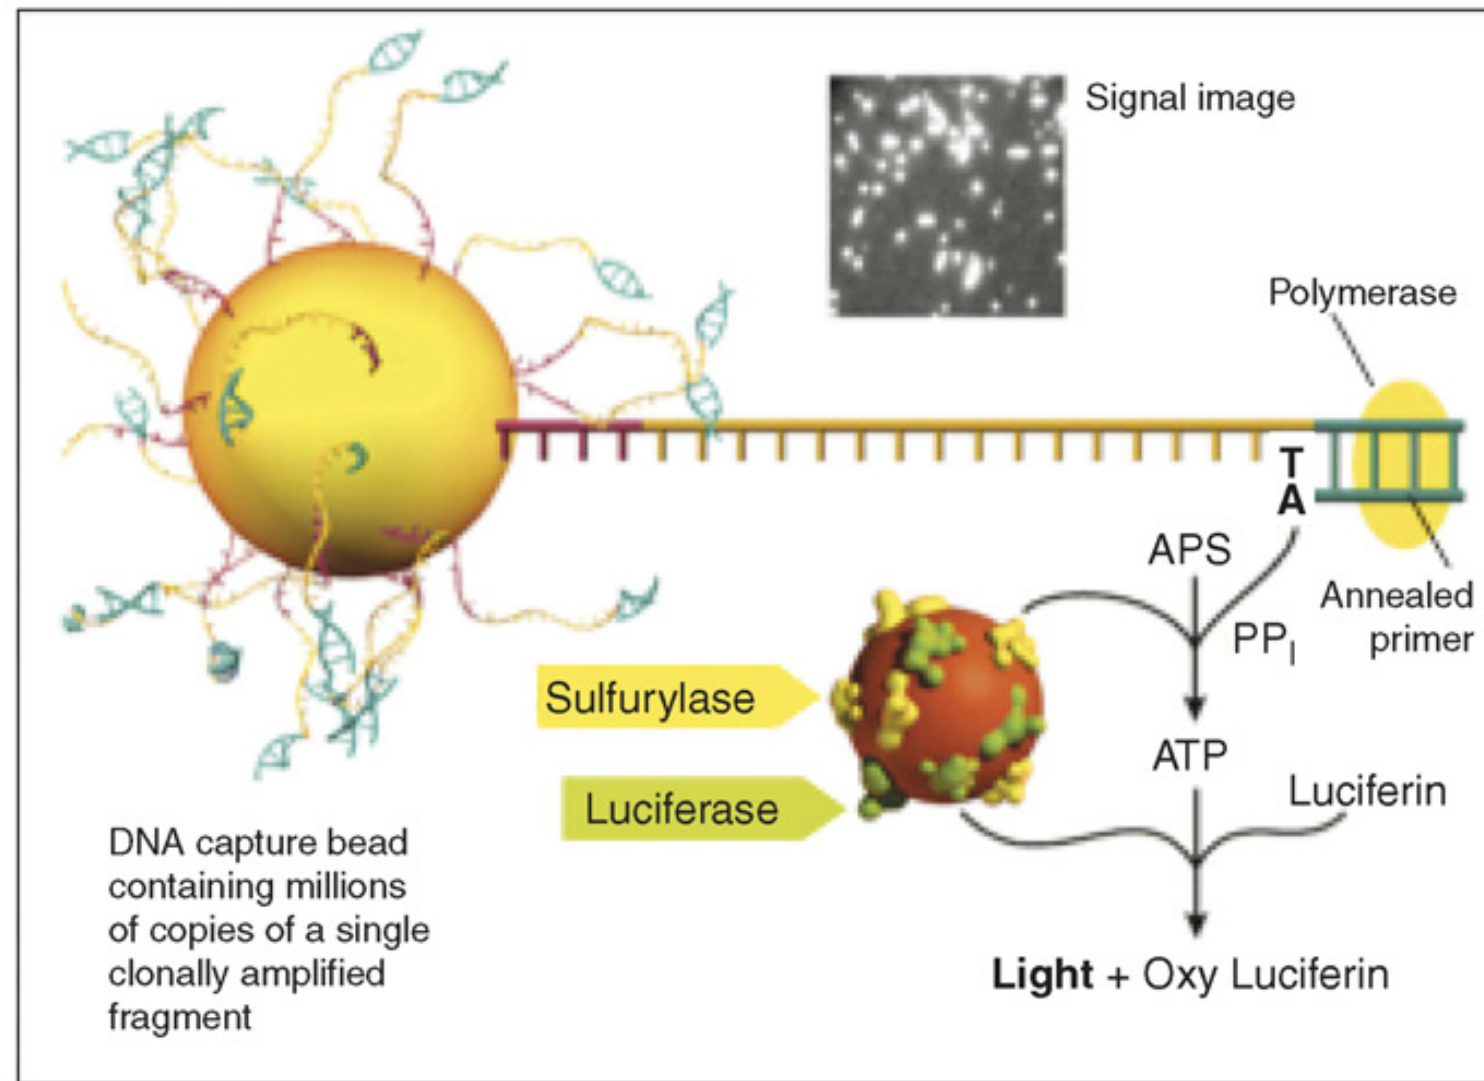 Signal image
Polymerase
T
A
APS
Annealed
primer
PPI
Sulfurylase
ATP
Luciferin
Luciferase
DNA capture bead
containing millions
of copies of a single
clonally amplified
fragment
Light + Oxy Luciferin